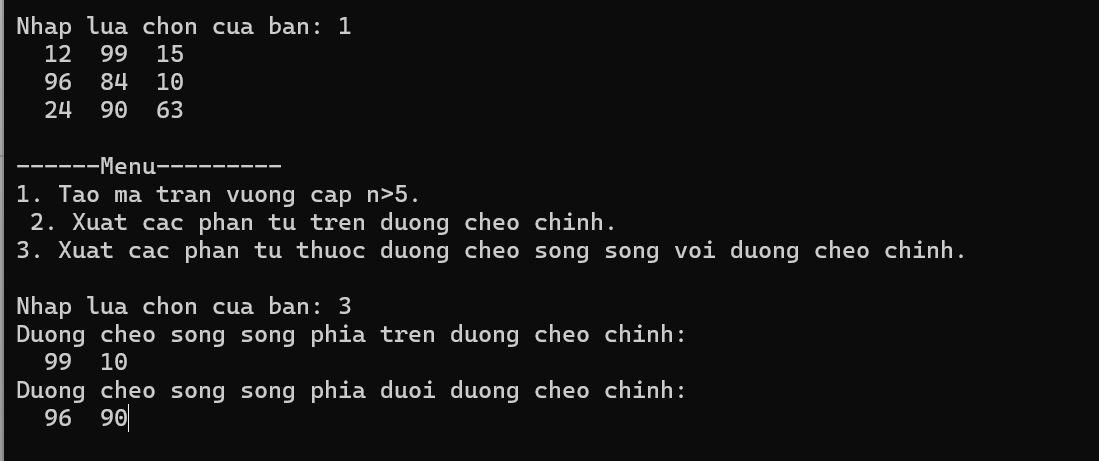 Nhap lua chon cua ban: 1
  12  99  15
  96  84  10
  24  90  63

------Menu---------
1. Tao ma tran vuong cap n>5.
 2. Xuat cac phan tu tren duong cheo chinh.
3. Xuat cac phan tu thuoc duong cheo song song voi duong cheo chinh.

Nhap lua chon cua ban: 3
Duong cheo song song phia tren duong cheo chinh:
  99  10
Duong cheo song song phia duoi duong cheo chinh:
  96  90